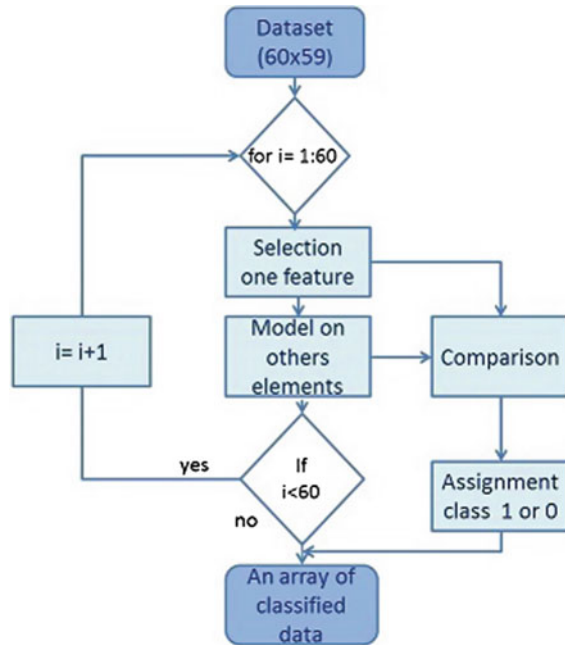 Dataset
(60x59)
for i= 1:60
Selection
one feature
Model on
others
elements
Comparison
i= i+1
yes
If
i<60
no
Assignment
class 1 or 0
An array of
classified
data